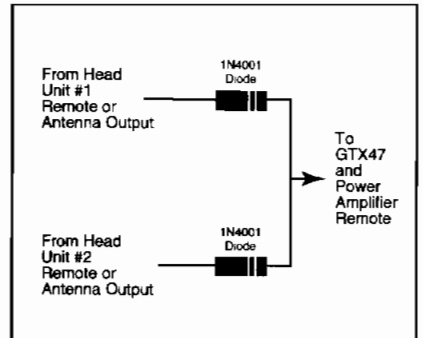 From Head
Unit #1
Remote or
Antenna Output
1N4001
Diode
To
GTX47
and
Power
Amplifier
Remote
From Head
Unit #2
Remote or
Antenna Output
1N4001
Diode